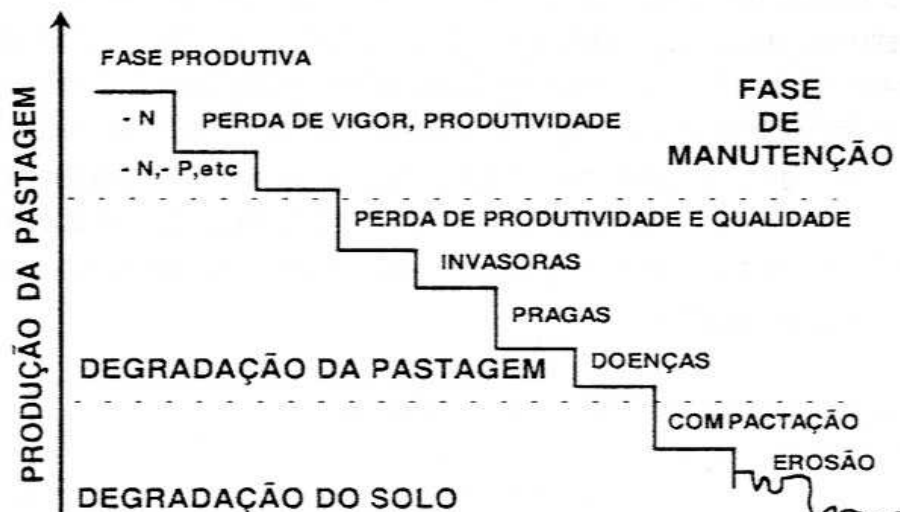 PRODUÇÃO DA PASTAGEM
FASE PRODUTIVA
FASE
DE
MANUTENÇÃO
- N
PERDA DE VIGOR, PRODUTIVIDADE
- N,- P,etc
PERDA DE PRODUTIVIDADE E QUALIDADE
INVASORAS
PRAGAS
DOENÇAS
DEGRADAÇÃO DA PASTAGEM
COMPACTAÇÃO
EROSÃO
DEGRADAÇÃO DO SOLO